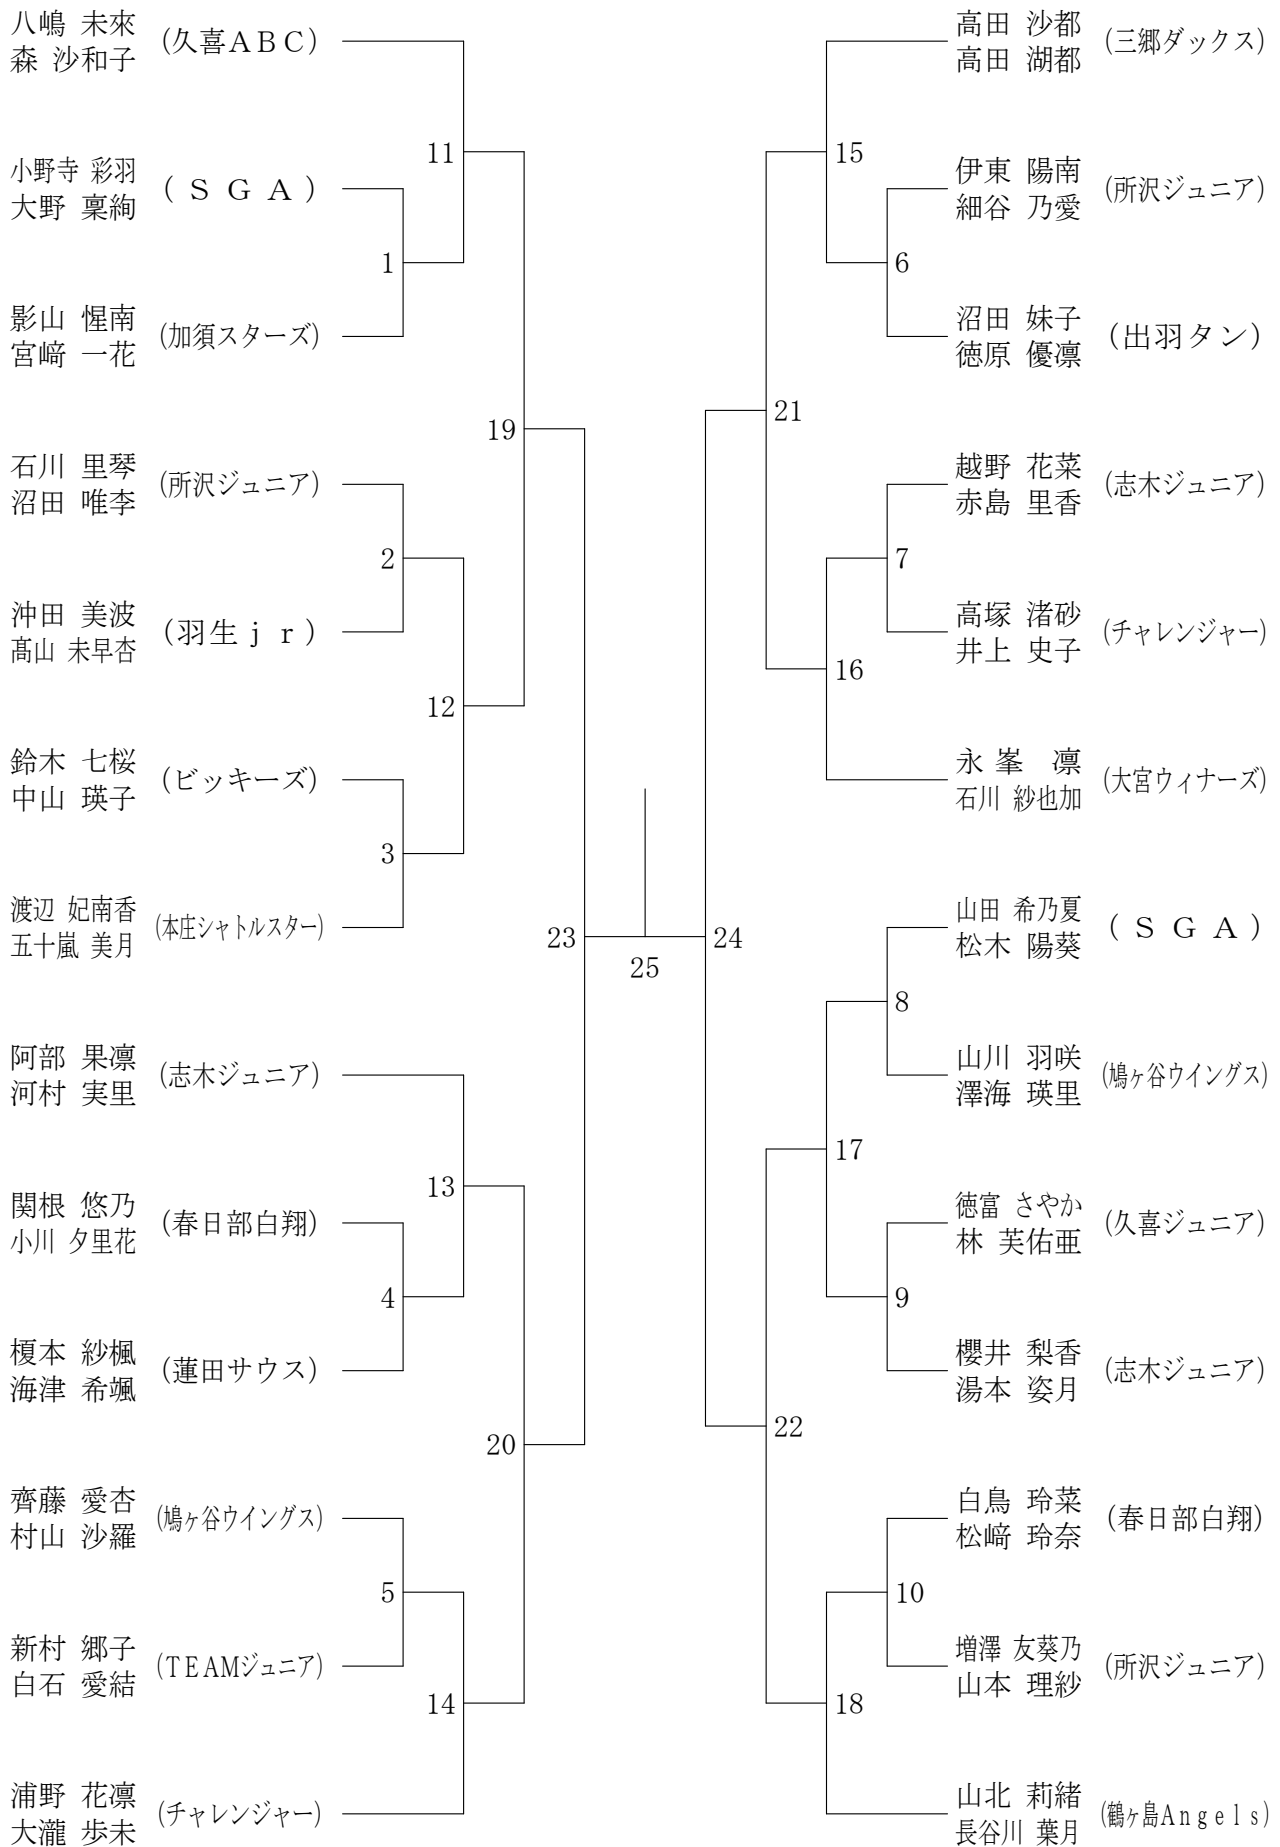 八嶋 未來
森 沙和子
(久喜ＡＢＣ)
小野寺 彩羽
大野 稟絢
(ＳＧＡ)
影山 惺南
宮﨑 一花
(加須スターズ)
石川 里琴
沼田 唯李
(所沢ジュニア)
沖田 美波
髙山 未早杏
(羽生ｊｒ)
鈴木 七桜
中山 瑛子
(ビッキーズ)
渡辺 妃南香
五十嵐 美月
(本庄シャトルスター)
阿部 果凛
河村 実里
(志木ジュニア)
関根 悠乃
小川 夕里花
(春日部白翔)
榎本 紗楓
海津 希颯
(蓮田サウス)
齊藤 愛杏
村山 沙羅
(鳩ヶ谷ウイングス)
新村 郷子
白石 愛結
(TEAMジュニア)
浦野 花凛
大瀧 歩未
(チャレンジャー)
1
2
3
4
5
11
12
13
14
19
20
23
25
24
21
22
15
16
17
18
6
7
8
9
10
高田 沙都
高田 湖都
(三郷ダックス)
伊東 陽南
細谷 乃愛
(所沢ジュニア)
沼田 妹子
徳原 優凛
(出羽タン)
越野 花菜
赤島 里香
(志木ジュニア)
高塚 渚砂
井上 史子
(チャレンジャー)
永峯 凛
石川 紗也加
(大宮ウィナーズ)
山田 希乃夏
松木 陽葵
(ＳＧＡ)
山川 羽咲
澤海 瑛里
(鳩ヶ谷ウイングス)
徳富 さやか
林 芙佑亜
(久喜ジュニア)
櫻井 梨香
湯本 姿月
(志木ジュニア)
白鳥 玲菜
松﨑 玲奈
(春日部白翔)
増澤 友葵乃
山本 理紗
(所沢ジュニア)
山北 莉緒
長谷川 葉月
(鶴ヶ島Angels)